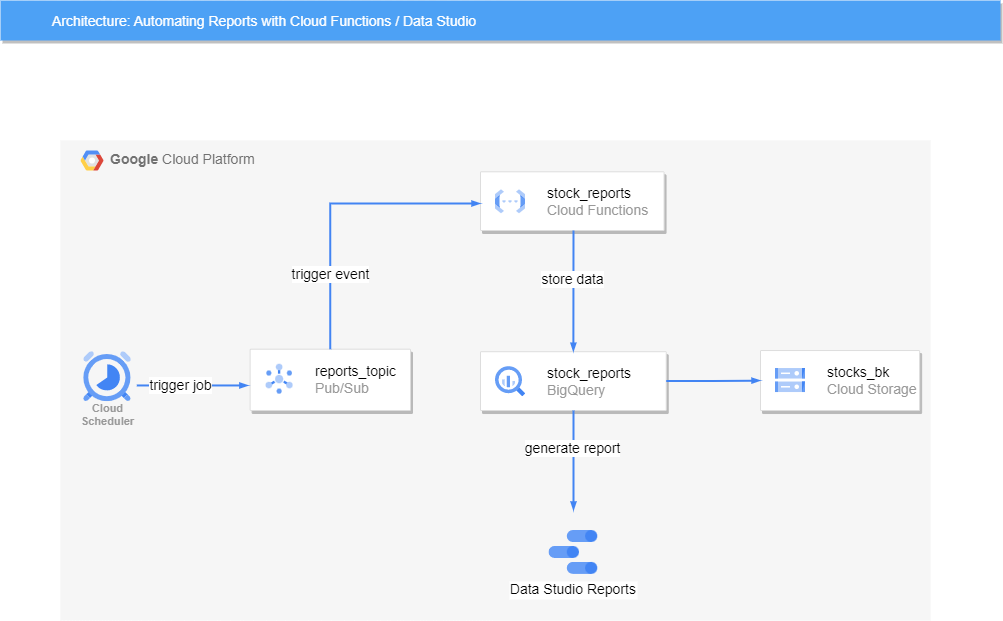 Architecture: Automating Reports with Cloud Functions / Data Studio
Google Cloud Platform
stock_reports
Cloud Functions
trigger event
store data
Cloud
Scheduler
trigger job
reports_topic
Pub/Sub
stock_reports
BigQuery
stocks_bk
Cloud Storage
generate report
Data Studio Reports